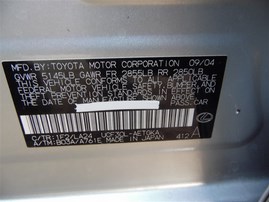 MFD.BY:TOYOTA MOTOR CORPORATION 09/04
GVWR 5145LB GAWR FR 2855LB RR 2850LB
THIS VEHICLE CONFORMS TO ALL APPLICABLE
FEDERAL MOTOR VEHICLE SAFETY, BUMPER, AND
THEFT PREVENTION STANDARDS IN EFFECT ON
THE DATE OF MANUFACTURE SHOWN ABOVE.
PASS.CAR
C/TR:1F2/LA24 UCF30L-AETGKA
A/TM:B03A/A761E MADE IN JAPAN 412 A